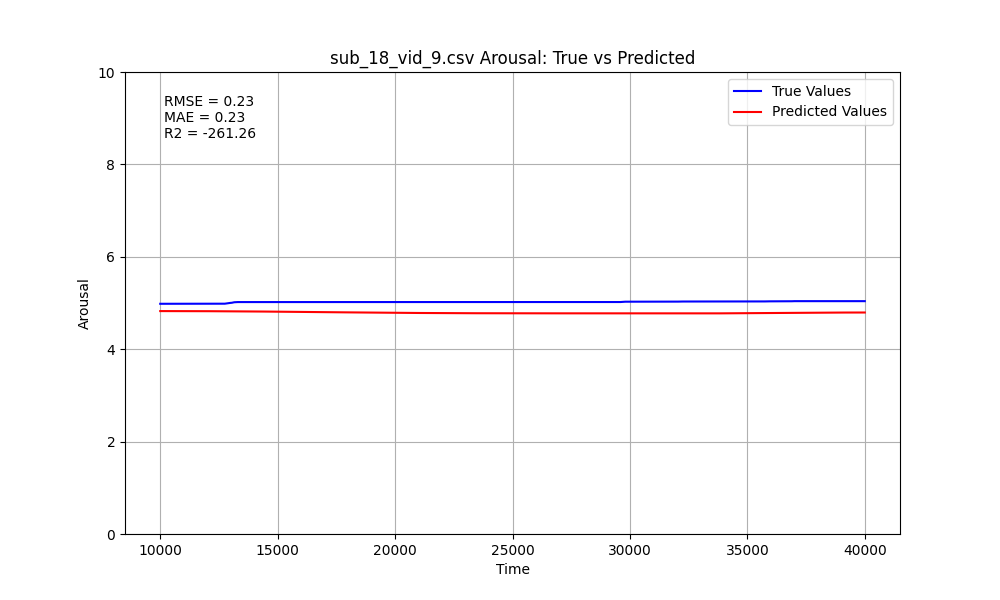 sub_18_vid_9.csv Arousal: True vs Predicted
10
8
6
4
2
0
Arousal
RMSE = 0.23
MAE = 0.23
R2 = -261.26
True Values
Predicted Values
10000 15000 20000 25000 30000 35000 40000
Time